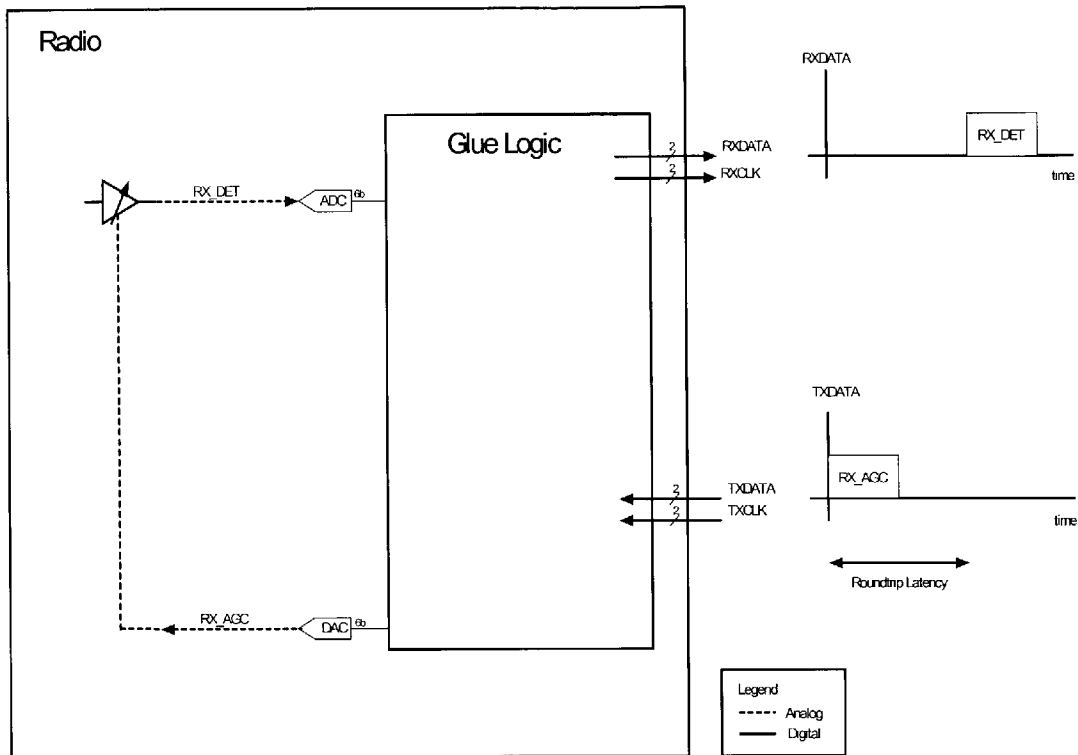 Radio
Glue Logic
RX_DET
ADC
6b
2
RXDATA
2
RXCLK
RXDATA
RX_DET
time
2
TXDATA
2
TXCLK
TXDATA
RX_AGC
time
Roundtrip Latency
RX_AGC
DAC
6b
Legend
Analog
Digital